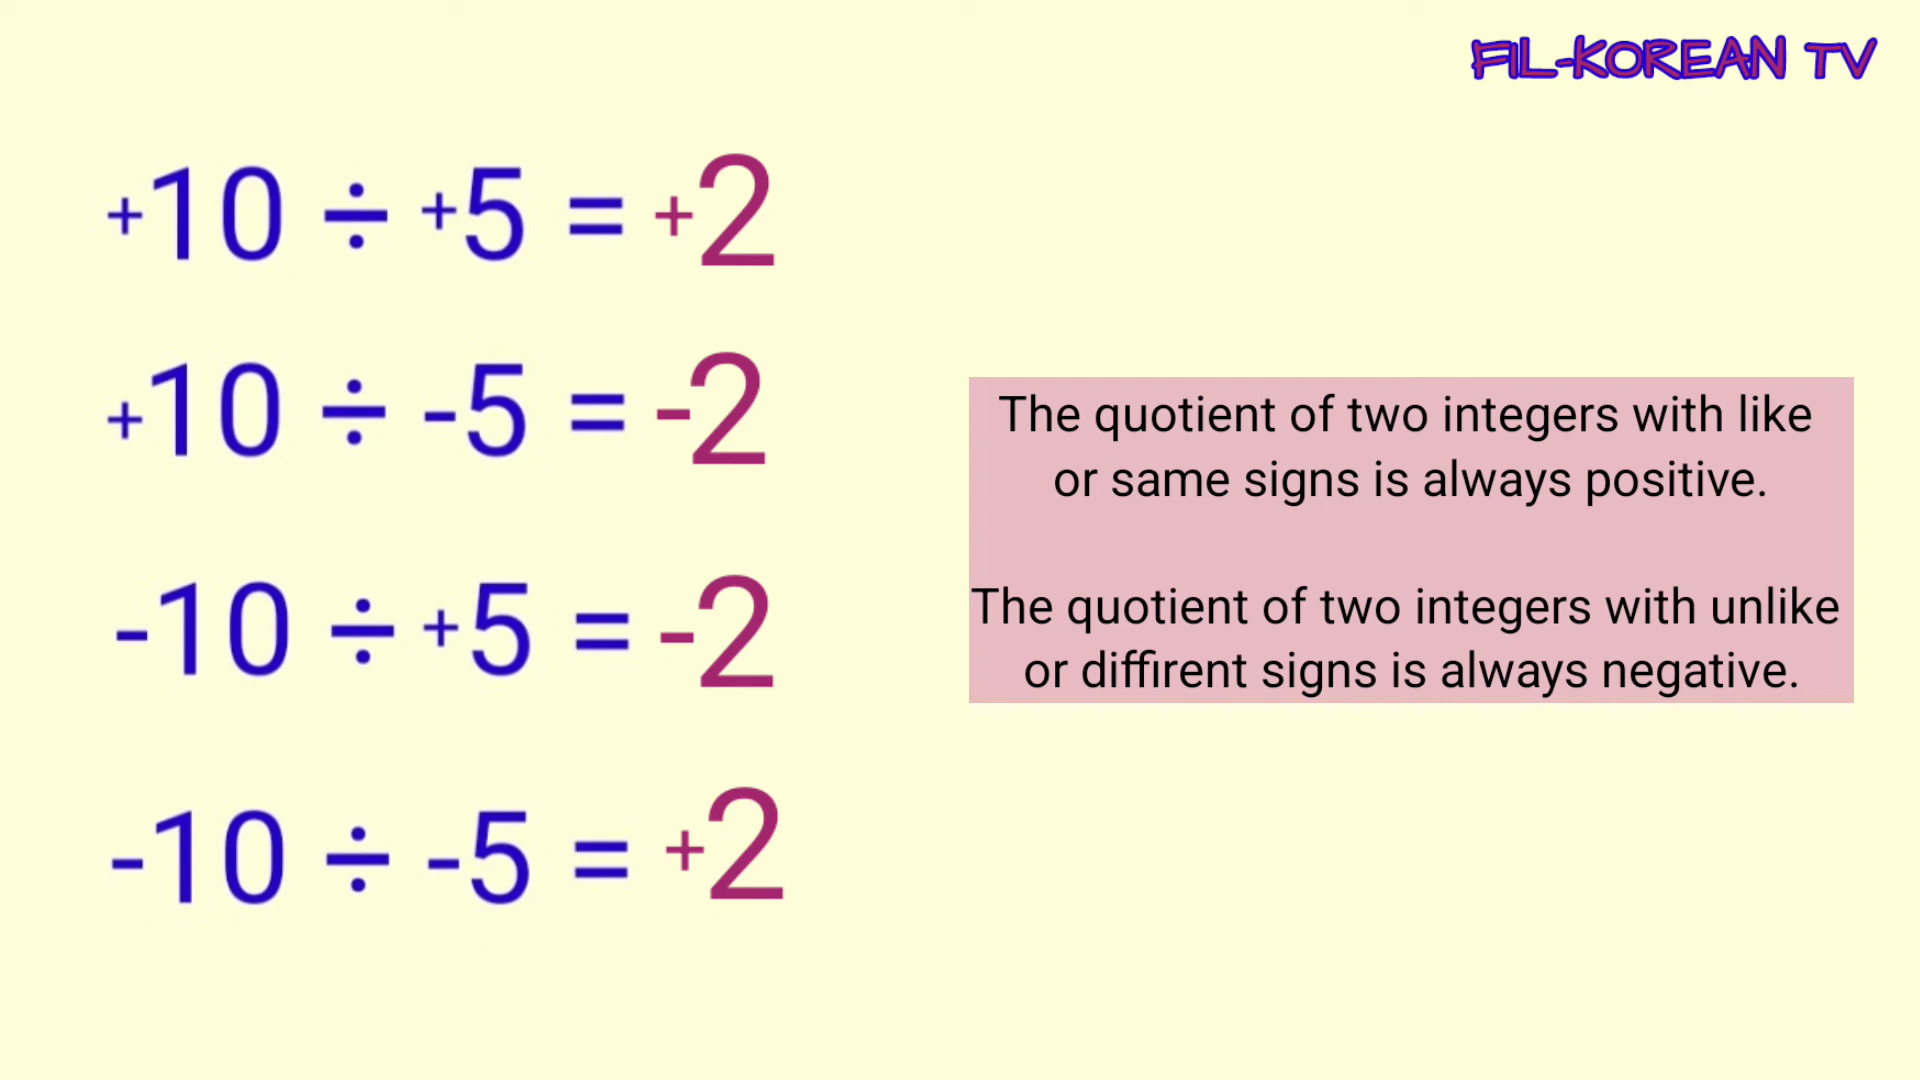 FIL-KOREAN TV
+10 ÷ +5 = +2
+10 ÷ -5 = -2
-10 ÷ +5 = -2
-10 ÷ -5 = +2
The quotient of two integers with like
or same signs is always positive.
The quotient of two integers with unlike
or diffirent signs is always negative.